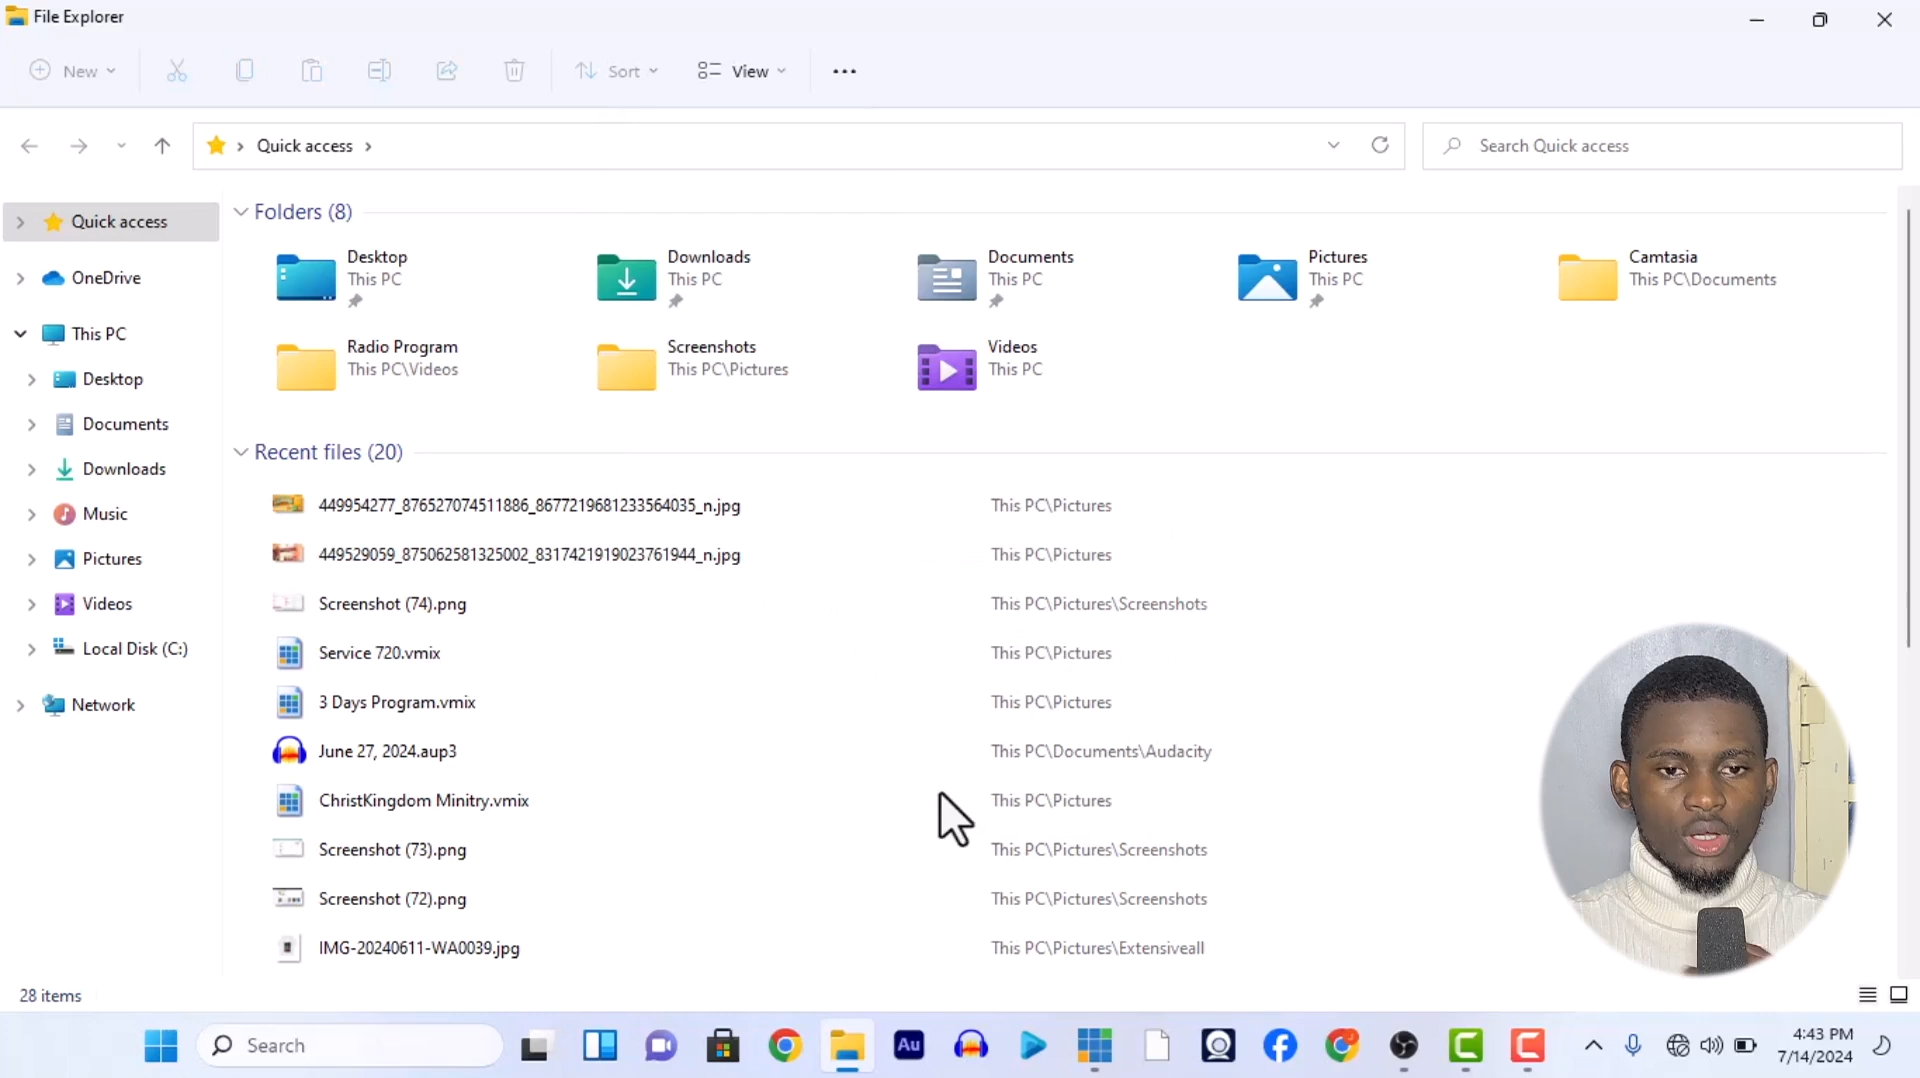 File Explorer
New
Sort
View
Quick access
Search Quick access
Quick access
OneDrive
This PC
Desktop
Documents
Downloads
Music
Pictures
Videos
Local Disk (C:)
Network
Folders (8)
Desktop
This PC
Downloads
This PC
Documents
This PC
Pictures
This PC
Camtasia
This PC\Documents
Radio Program
This PC\Videos
Screenshots
This PC\Pictures
Videos
This PC
Recent files (20)
449954277_876527074511886_8677219681233564035_n.jpg This PC\Pictures
449529059_875062581325002_8317421919023761944_n.jpg This PC\Pictures
Screenshot (74).png This PC\Pictures\Screenshots
Service 720.vmix This PC\Pictures
3 Days Program.vmix This PC\Pictures
June 27, 2024.aup3 This PC\Documents\Audacity
ChristKingdom Minitry.vmix This PC\Pictures
Screenshot (73).png This PC\Pictures\Screenshots
Screenshot (72).png This PC\Pictures\Screenshots
IMG-20240611-WA0039.jpg This PC\Pictures\Extensiveall
28 items
Search
Au
4:43 PM
7/14/2024